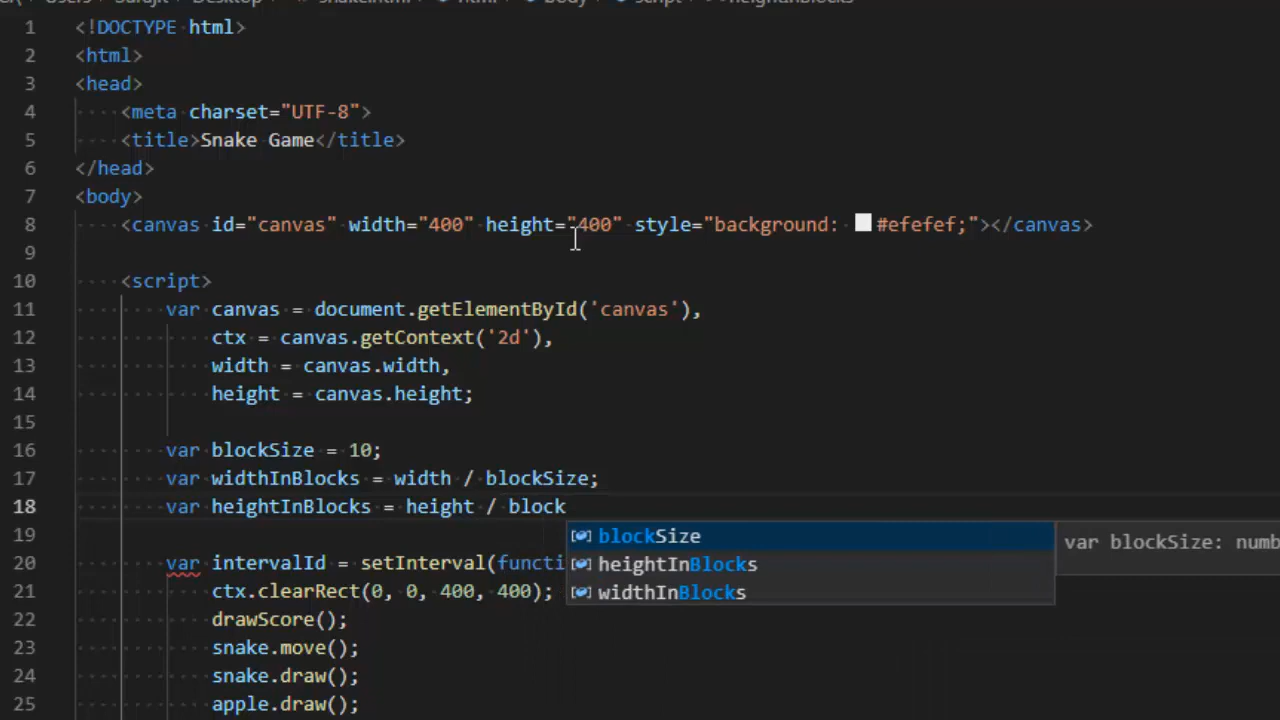 1 <!DOCTYPE html>
2 <html>
3 <head>
4 <meta charset="UTF-8">
5 <title>Snake Game</title>
6 </head>
7 <body>
8 <canvas id="canvas" width="400" height="400" style="background: #efefef;"></canvas>
9
10 <script>
11 var canvas = document.getElementById('canvas'),
12 ctx = canvas.getContext('2d'),
13 width = canvas.width,
14 height = canvas.height;
15
16 var blockSize = 10;
17 var widthInBlocks = width / blockSize;
18 var heightInBlocks = height / block
19
blockSize
var blockSize: numb
20 var intervalId = setInterval(functi
heightInBlocks
21 ctx.clearRect(0, 0, 400, 400);
widthInBlocks
22 drawScore();
23 snake.move();
24 snake.draw();
25 apple.draw();